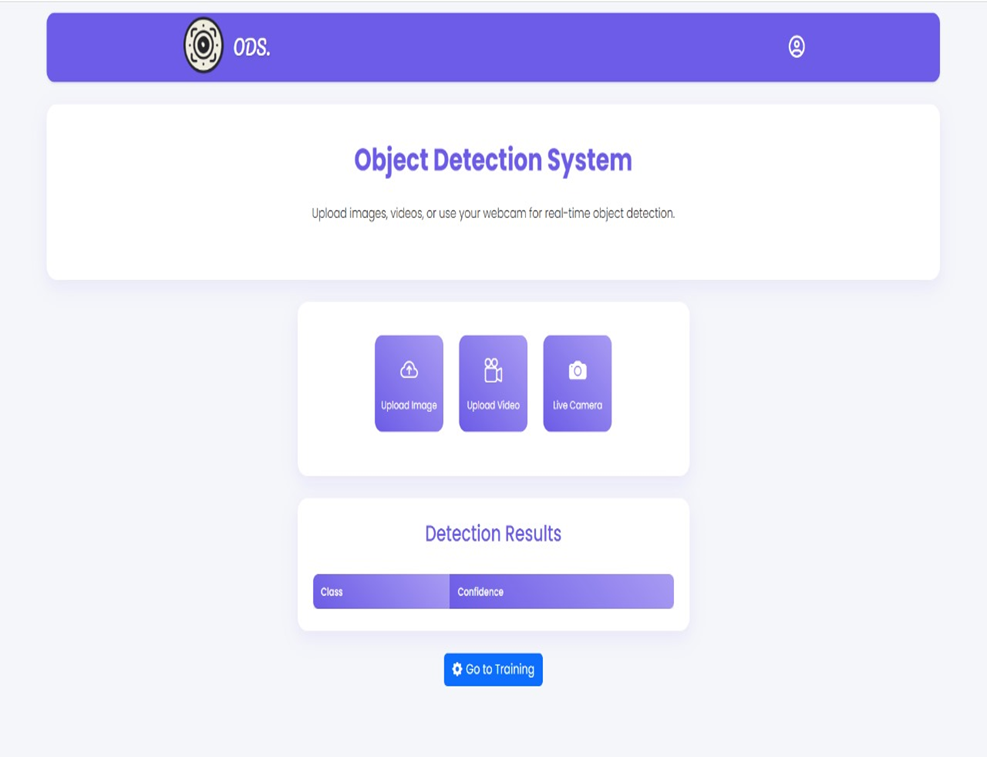 ODS.
Object Detection System
Upload images, videos, or use your webcam for real-time object detection.
Upload Image
Upload Video
Live Camera
Detection Results
Class
Confidence
Go to Training